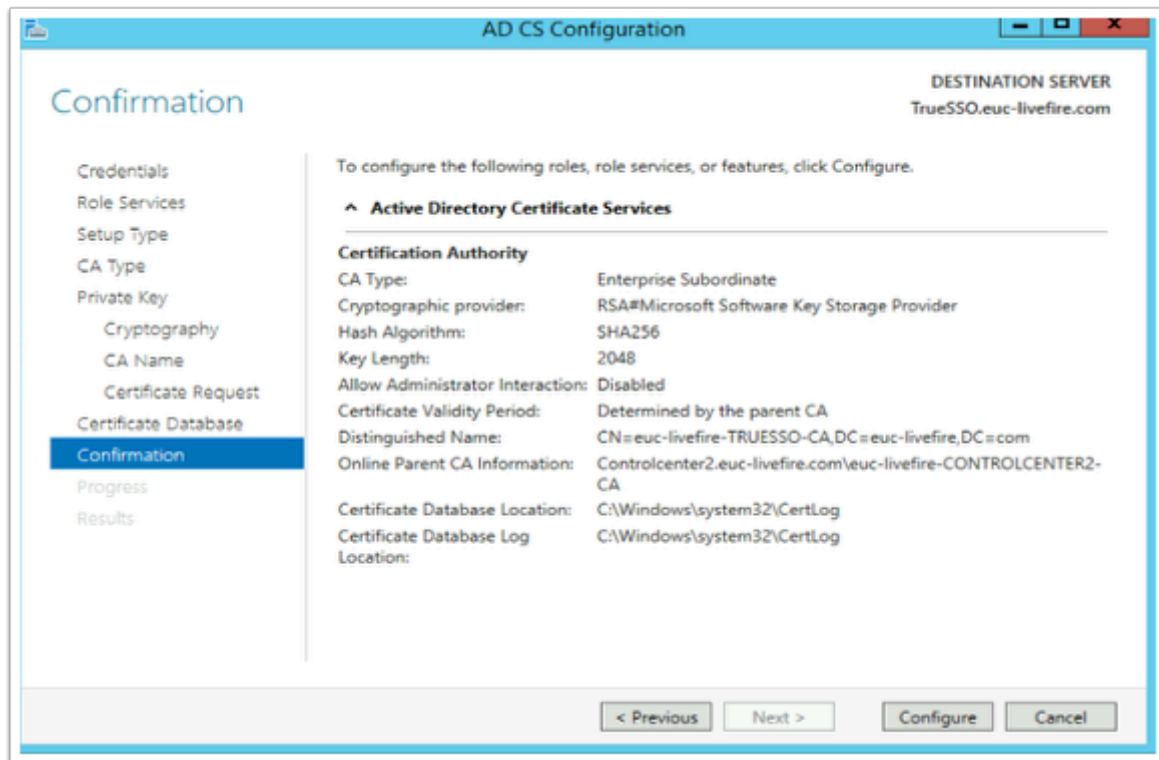 AD CS Configuration
Confirmation
DESTINATION SERVER
TrueSSO.euc-livefire.com
Credentials
Role Services
Setup Type
CA Type
Private Key
Cryptography
CA Name
Certificate Request
Certificate Database
Confirmation
Progress
Results
To configure the following roles, role services, or features, click Configure.
Active Directory Certificate Services
Certification Authority
CA Type: Enterprise Subordinate
Cryptographic provider: RSA#Microsoft Software Key Storage Provider
Hash Algorithm: SHA256
Key Length: 2048
Allow Administrator Interaction: Disabled
Certificate Validity Period: Determined by the parent CA
Distinguished Name: CN=euc-livefire-TRUESSO-CA,DC=euc-livefire,DC=com
Online Parent CA Information: Controlcenter2.euc-livefire.com\euc-livefire-CONTROLCENTER2-
CA
Certificate Database Location: C:\Windows\system32\CertLog
Certificate Database Log C:\Windows\system32\CertLog
Location:
< Previous Next > Configure Cancel